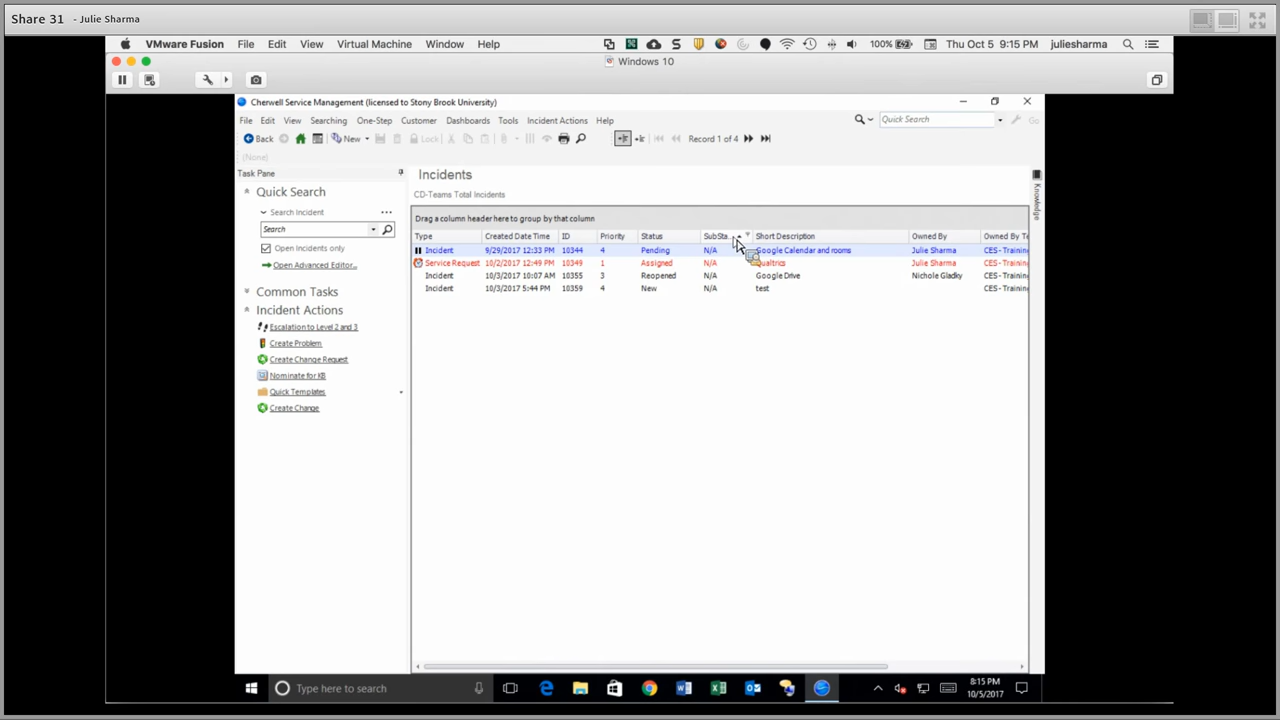 Share 31 - Julie Sharma
VMware Fusion File Edit View Virtual Machine Window Help 100% Thu Oct 5 9:15 PM juliesharma
Windows 10
Cherwell Service Management (licensed to Stony Brook University)
File Edit View Searching One-Step Customer Dashboards Tools Incident Actions Help Quick Search Go
Back New Lock Record 1 of 4
(None)
Task Pane
Incidents
Quick Search
CD-Teams Total Incidents
Search Incident
Search
Open Incidents only
Open Advanced Editor...
Common Tasks
Incident Actions
Escalation to Level 2 and 3
Create Problem
Create Change Request
Nominate for KB
Quick Templates
Create Change
Drag a column header here to group by that column
Type Created Date Time ID Priority Status SubSta... Short Description Owned By Owned By Te
Incident 9/29/2017 12:33 PM 10344 4 Pending N/A Google Calendar and rooms Julie Sharma CES - Training
Service Request 10/2/2017 12:49 PM 10349 1 Assigned N/A Qualtrics Julie Sharma CES - Training
Incident 10/3/2017 10:07 AM 10355 3 Reopened N/A Google Drive Nichole Gladky CES - Training
Incident 10/3/2017 5:44 PM 10359 4 New N/A test CES - Training
Knowledge
Type here to search
8:15 PM
10/5/2017